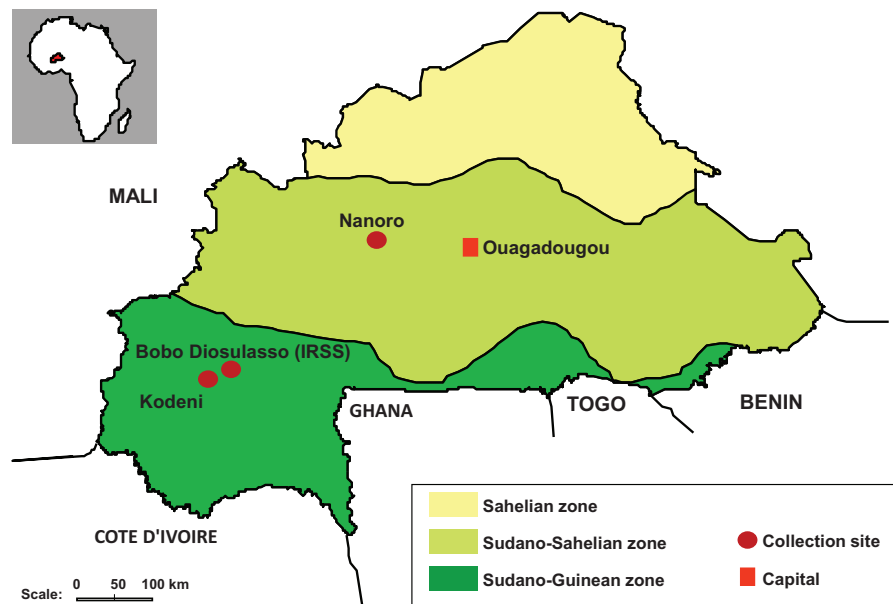 MALI
Nanoro
Ouagadougou
Bobo Diosulasso (IRSS)
Kodeni
GHANA
TOGO
BENIN
COTE D'IVOIRE
Sahelian zone
Sudano-Sahelian zone
Collection site
Sudano-Guinean zone
Capital
Scale: 0 50 100 km